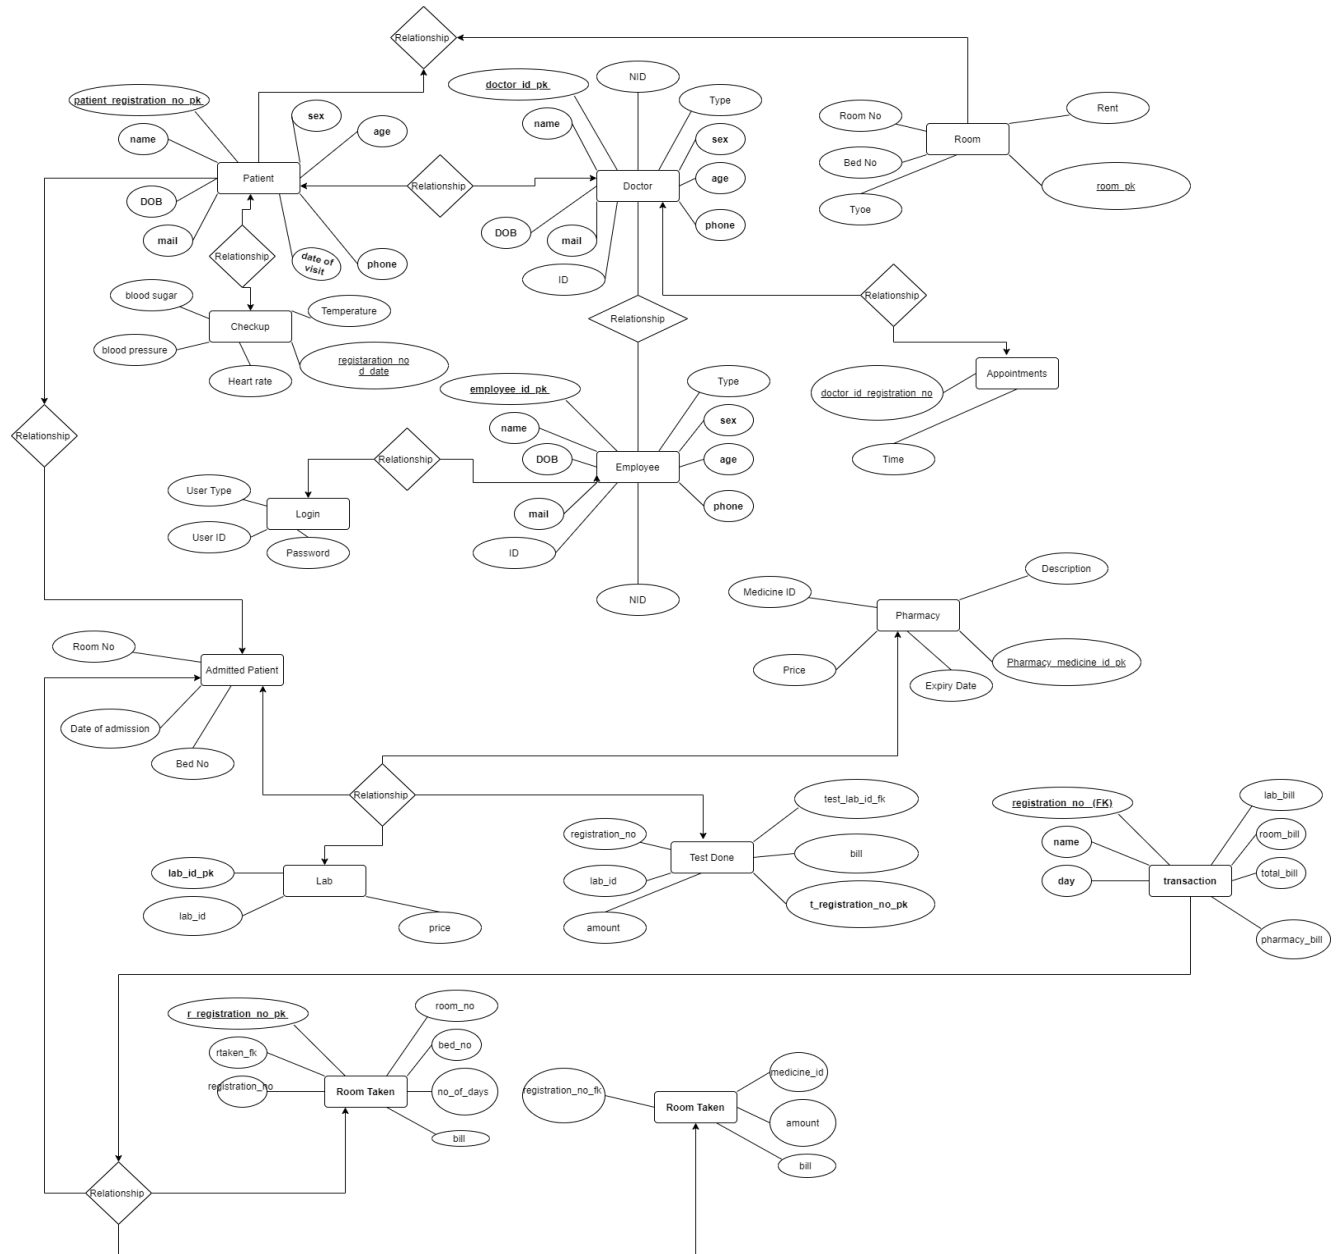 Relationship
patient_registration_no_pk
name
DOB
mail
sex
age
date of
visit
phone
Patient
Relationship
doctor_id_pk
NID
Type
name
sex
age
phone
DOB
mail
ID
Doctor
Room No
Bed No
Tyoe
Rent
room_pk
Room
Relationship
blood sugar
blood pressure
Heart rate
Temperature
registaration_no
d_date
Checkup
Relationship
Relationship
doctor_id_registration_no
Time
Appointments
Relationship
employee_id_pk
Type
name
sex
DOB
age
mail
phone
ID
NID
Employee
Relationship
User Type
User ID
Password
Login
Relationship
Medicine ID
Description
Price
Expiry Date
Pharmacy_medicine_id_pk
Pharmacy
Room No
Date of admission
Bed No
Admitted Patient
Relationship
lab_id_pk
lab_id
price
Lab
registration_no
lab_id
amount
test_lab_id_fk
bill
t_registration_no_pk
Test Done
registration_no_ (FK)
name
day
lab_bill
room_bill
total_bill
pharmacy_bill
transaction
r_registration_no_pk
rtaken_fk
registration_no
room_no
bed_no
no_of_days
bill
Room Taken
registration_no_fk
medicine_id
amount
bill
Room Taken
Relationship